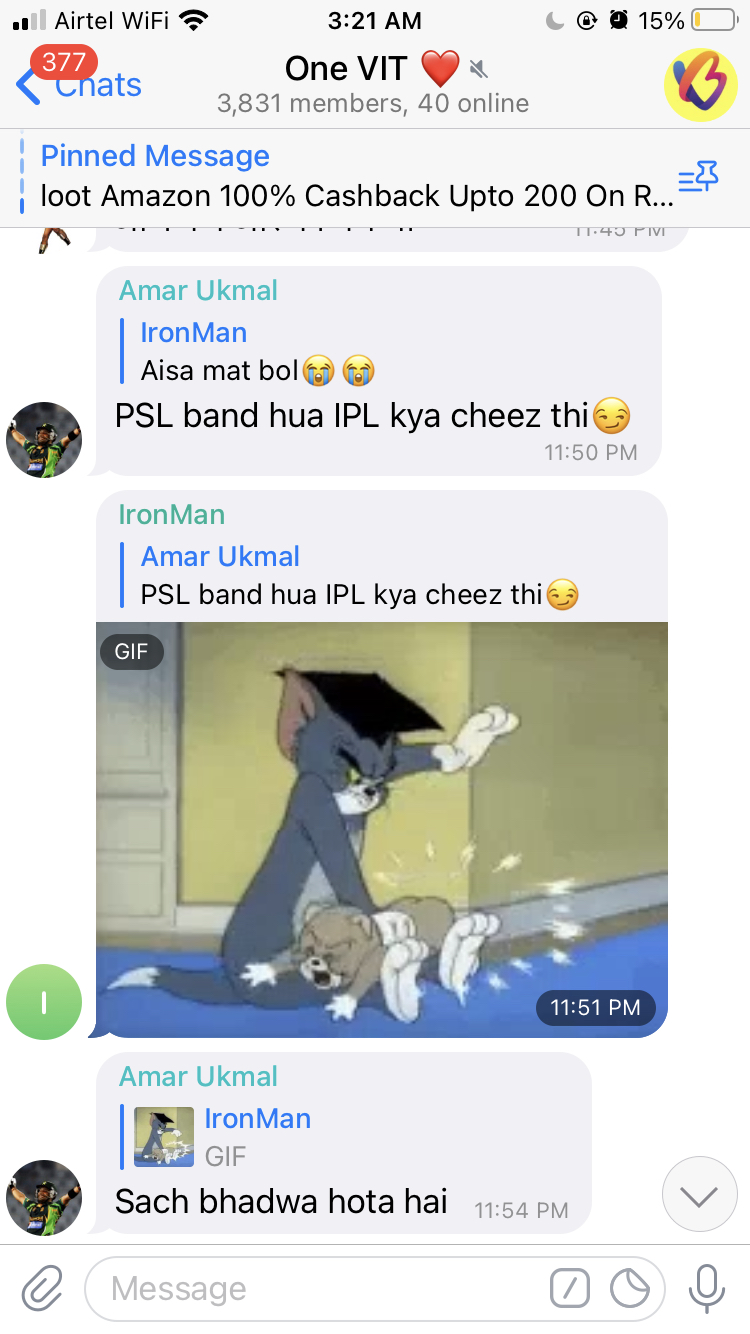 Airtel WiFi
3:21 AM
15%
377
Chats
One VIT ❤️
3,831 members, 40 online
Pinned Message
loot Amazon 100% Cashback Upto 200 On R...
11:45 PM
Amar Ukmal
IronMan
Aisa mat bol😭😭
PSL band hua IPL kya cheez thi😏
11:50 PM
IronMan
Amar Ukmal
PSL band hua IPL kya cheez thi😏
GIF
I
11:51 PM
Amar Ukmal
IronMan
GIF
Sach bhadwa hota hai
11:54 PM
Message